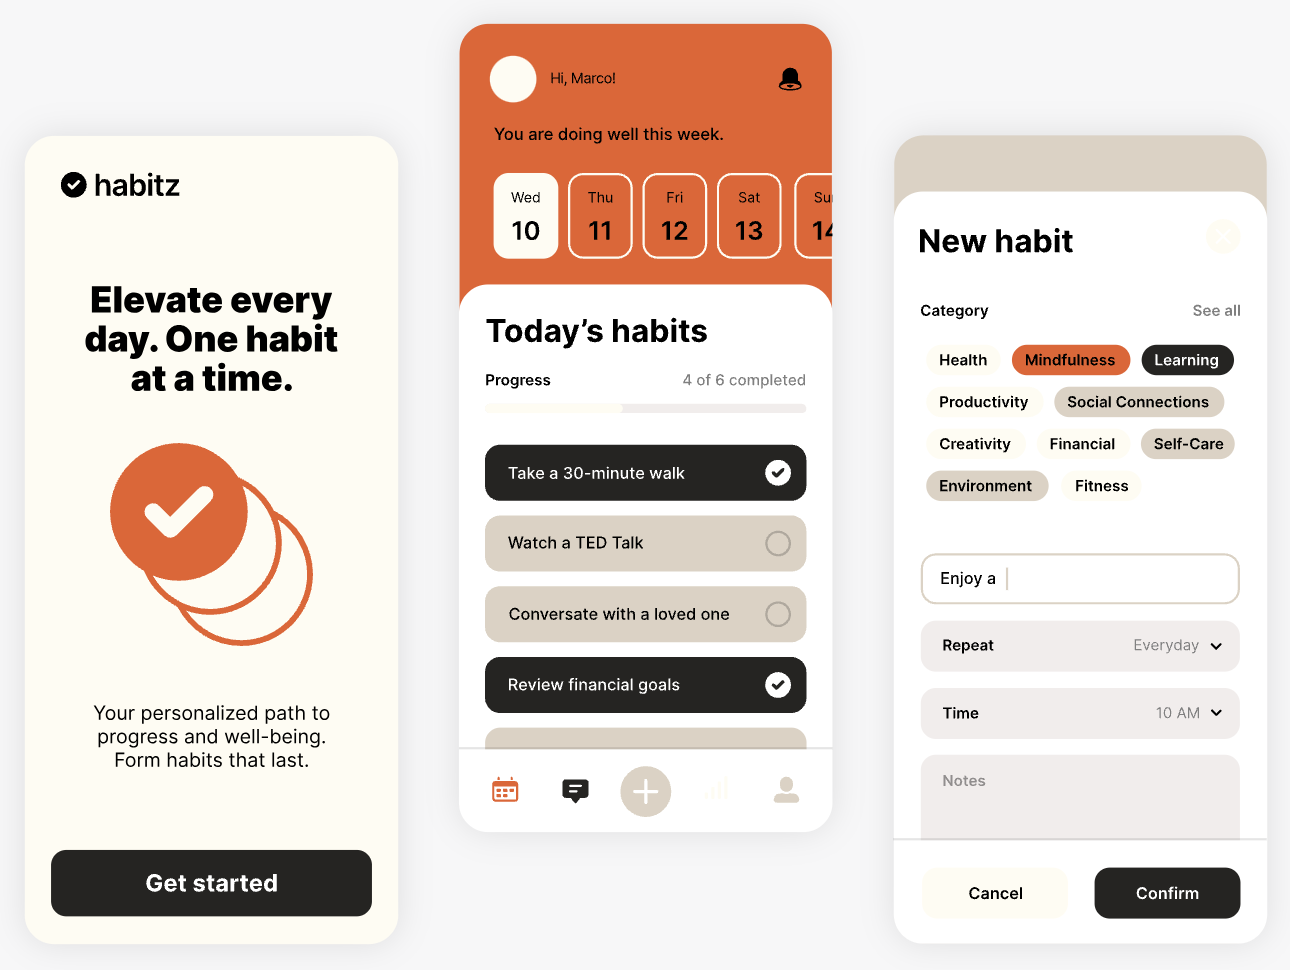 habitz
Elevate every
day. One habit
at a time.
Your personalized path to
progress and well-being.
Form habits that last.
Get started
Hi, Marco!
You are doing well this week.
Wed Thu Fri Sat Su
10 11 12 13 14
Today’s habits
Progress 4 of 6 completed
Take a 30-minute walk
Watch a TED Talk
Conversate with a loved one
Review financial goals
New habit
Category See all
Health Mindfulness Learning
Productivity Social Connections
Creativity Financial Self-Care
Environment Fitness
Enjoy a
Repeat Everyday
Time 10 AM
Notes
Cancel Confirm